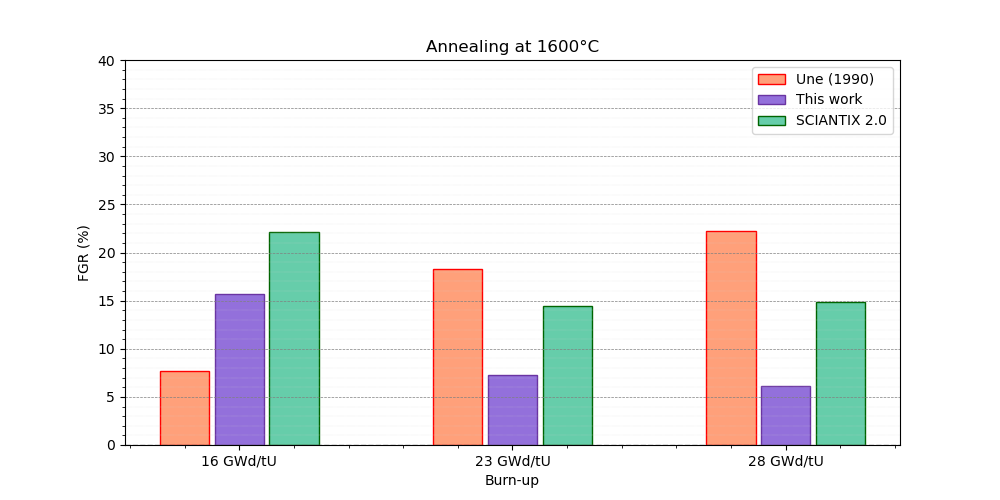 Annealing at 1600°C
40
35
30
25
20
15
10
5
0
FGR (%)
Une (1990)
This work
SCIANTIX 2.0
16 GWd/tU
23 GWd/tU
28 GWd/tU
Burn-up